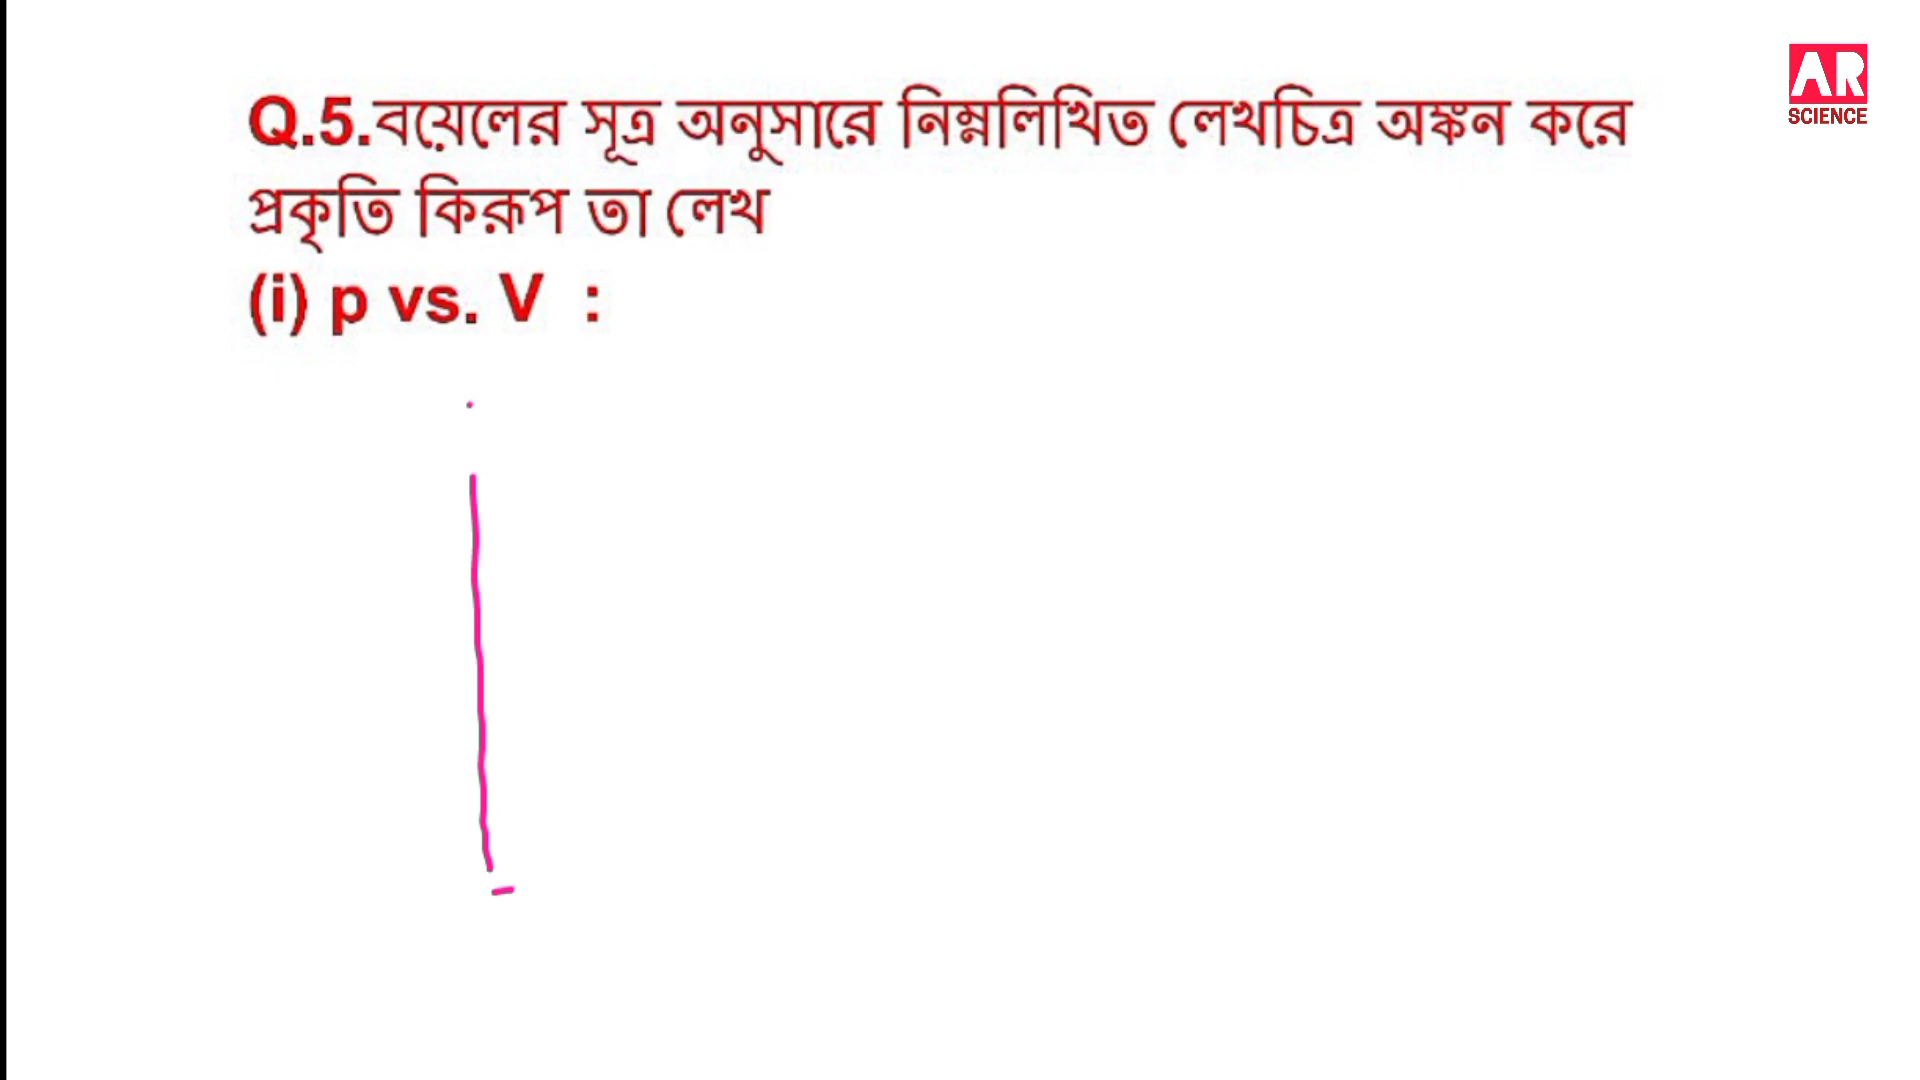 Q.5.বয়েলের সূত্র অনুসারে নিম্নলিখিত লেখচিত্র অঙ্কন করে
প্রকৃতি কিরূপ তা লেখ
(i) p vs. V :
AR
SCIENCE